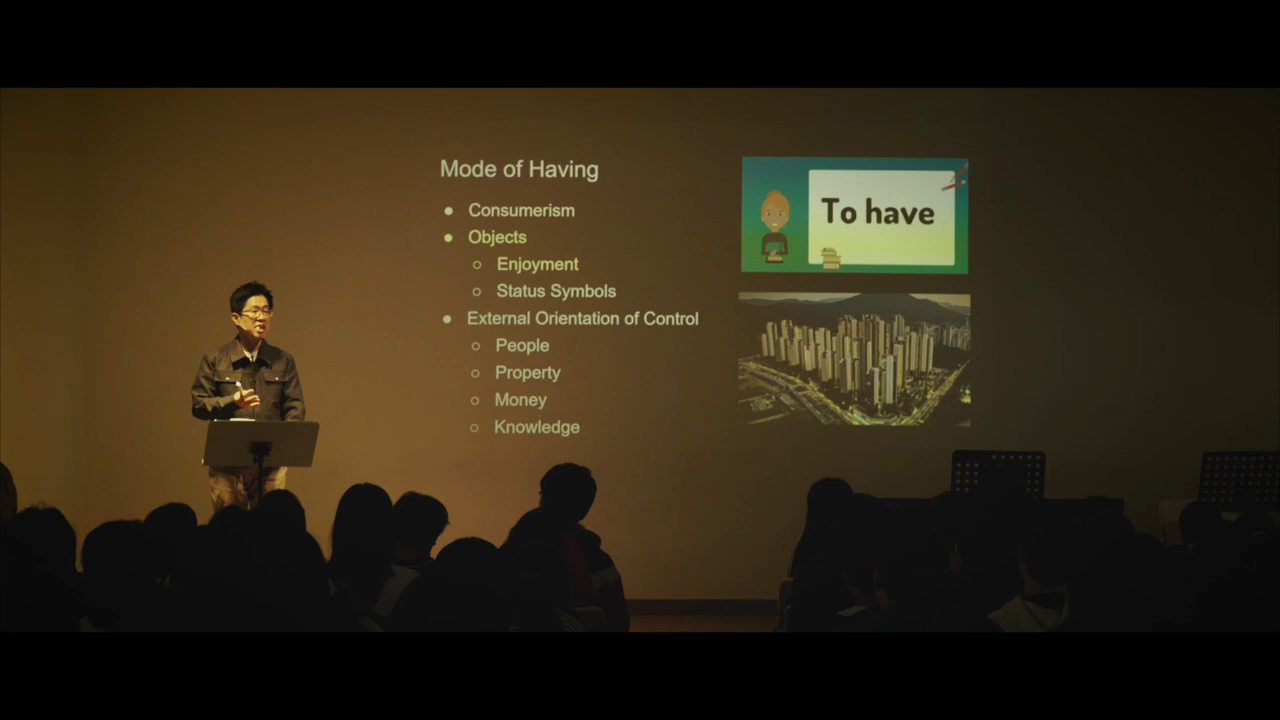 Mode of Having
● Consumerism
● Objects
○ Enjoyment
○ Status Symbols
● External Orientation of Control
○ People
○ Property
○ Money
○ Knowledge
To have